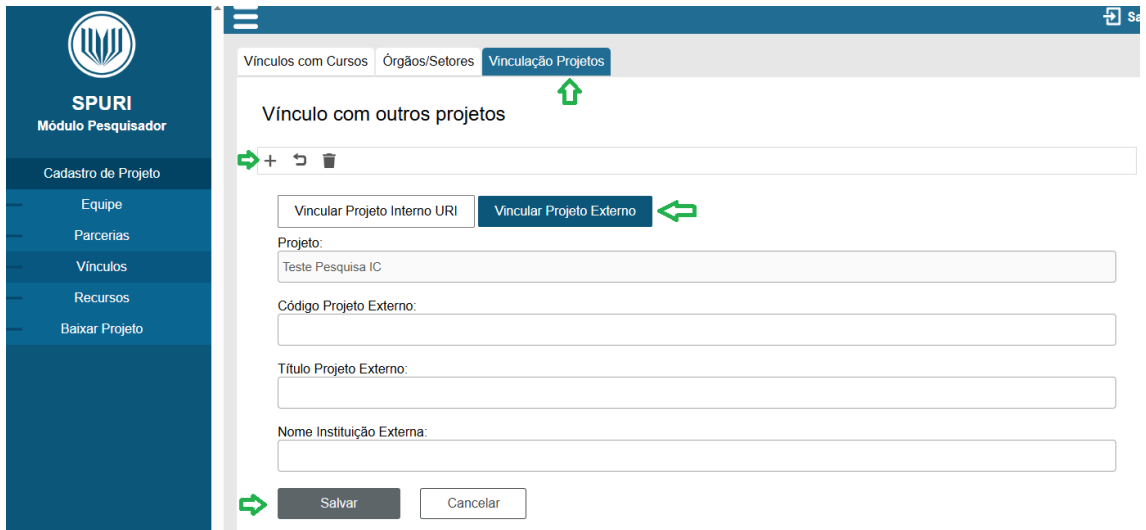 SPURI
Módulo Pesquisador
Cadastro de Projeto
Equipe
Parcerias
Vínculos
Recursos
Baixar Projeto
Vínculos com Cursos Órgãos/Setores Vinculação Projetos
Vínculo com outros projetos
Vincular Projeto Interno URI Vincular Projeto Externo
Projeto:
Teste Pesquisa IC
Código Projeto Externo:
Título Projeto Externo:
Nome Instituição Externa:
Salvar Cancelar